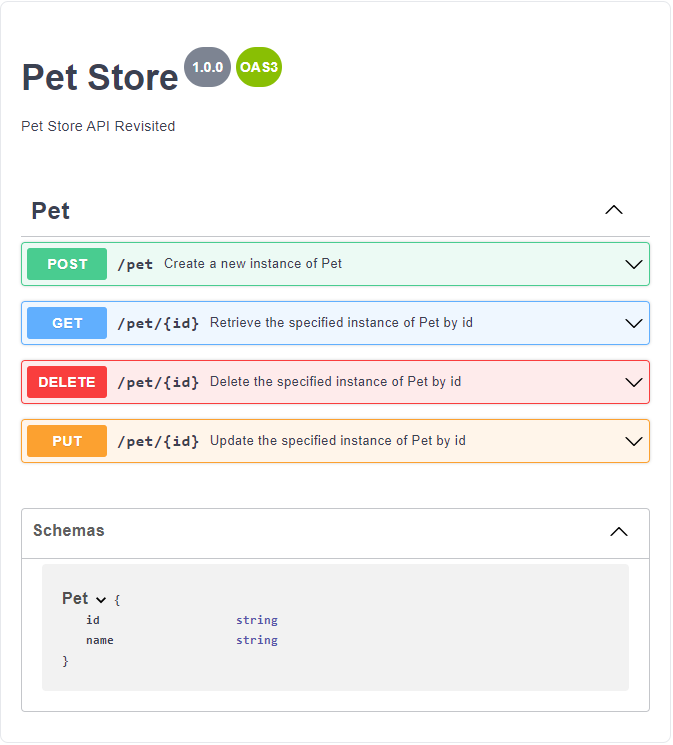 Pet Store 1.0.0 OAS3
Pet Store API Revisited
Pet
POST /pet Create a new instance of Pet
GET /pet/{id} Retrieve the specified instance of Pet by id
DELETE /pet/{id} Delete the specified instance of Pet by id
PUT /pet/{id} Update the specified instance of Pet by id
Schemas
Pet {
id string
name string
}